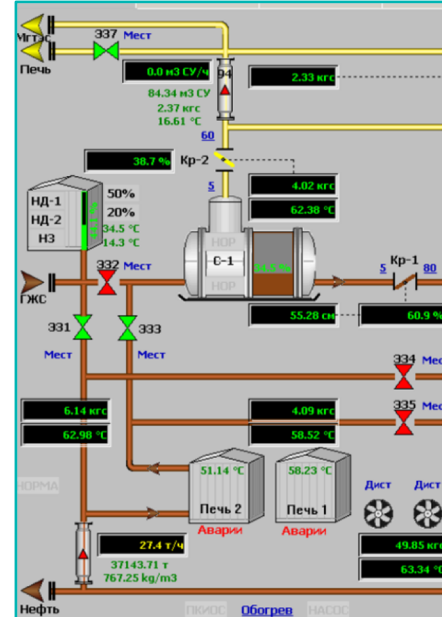 Мгтэс
337 Мест
Печь
0.0 м3 СУ/ч
94
2.33 кгс
84.34 м3 СУ
2.37 кгс
16.61 °C
60
38.7 %
Кр-2
5
4.02 кгс
62.38 °C
НД-1
НД-2
НЗ
50%
20%
34.5 °C
14.3 °C
НОР
С-1
НОР
332 Мест
Кр-1
5
80
ГЖС
331
333
55.28 см
60.9 %
Мест
Мест
334 Мес
6.14 кгс
62.98 °C
4.09 кгс
58.52 °C
335 Мес
51.14 °C
58.23 °C
НОРМА
Печь 2
Печь 1
Дист
Дист
Аварии
Аварии
27.4 т/ч
37143.71 т
767.25 kg/m3
49.85 кгс
63.34 °C
Нефть
Обогрев
НАСОС